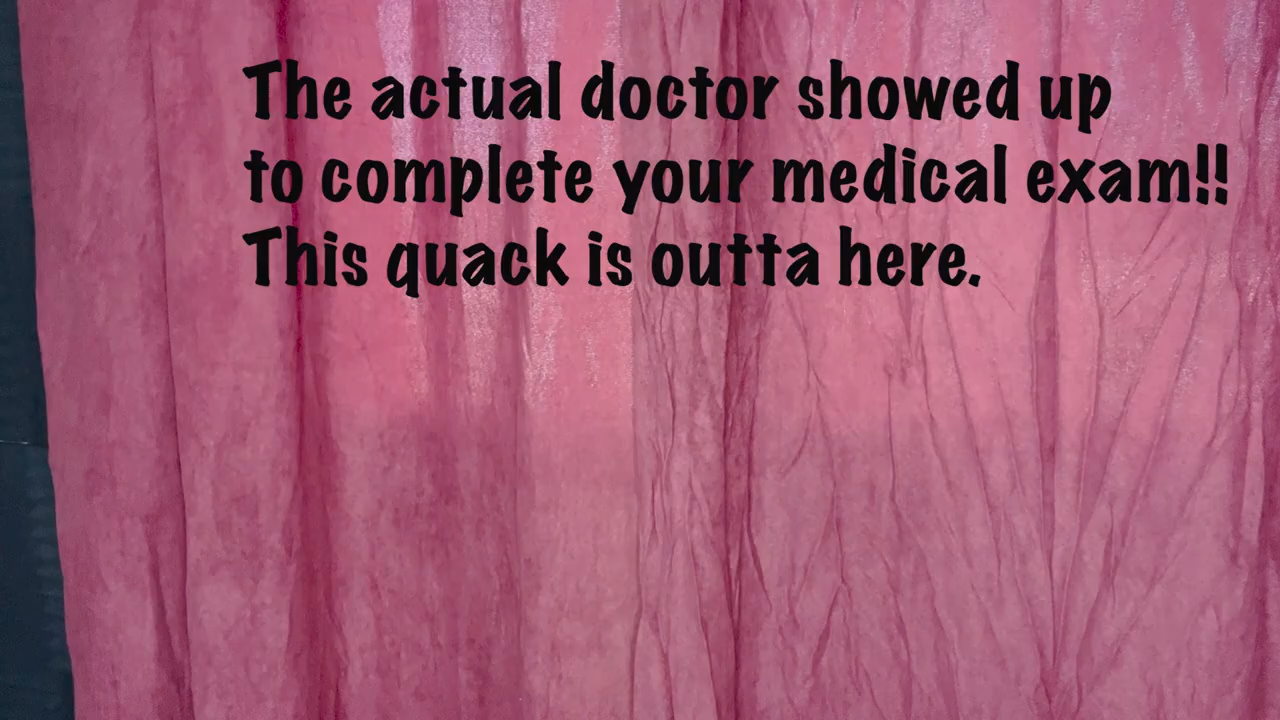 The actual doctor showed up
to complete your medical exam!!
This quack is outta here.